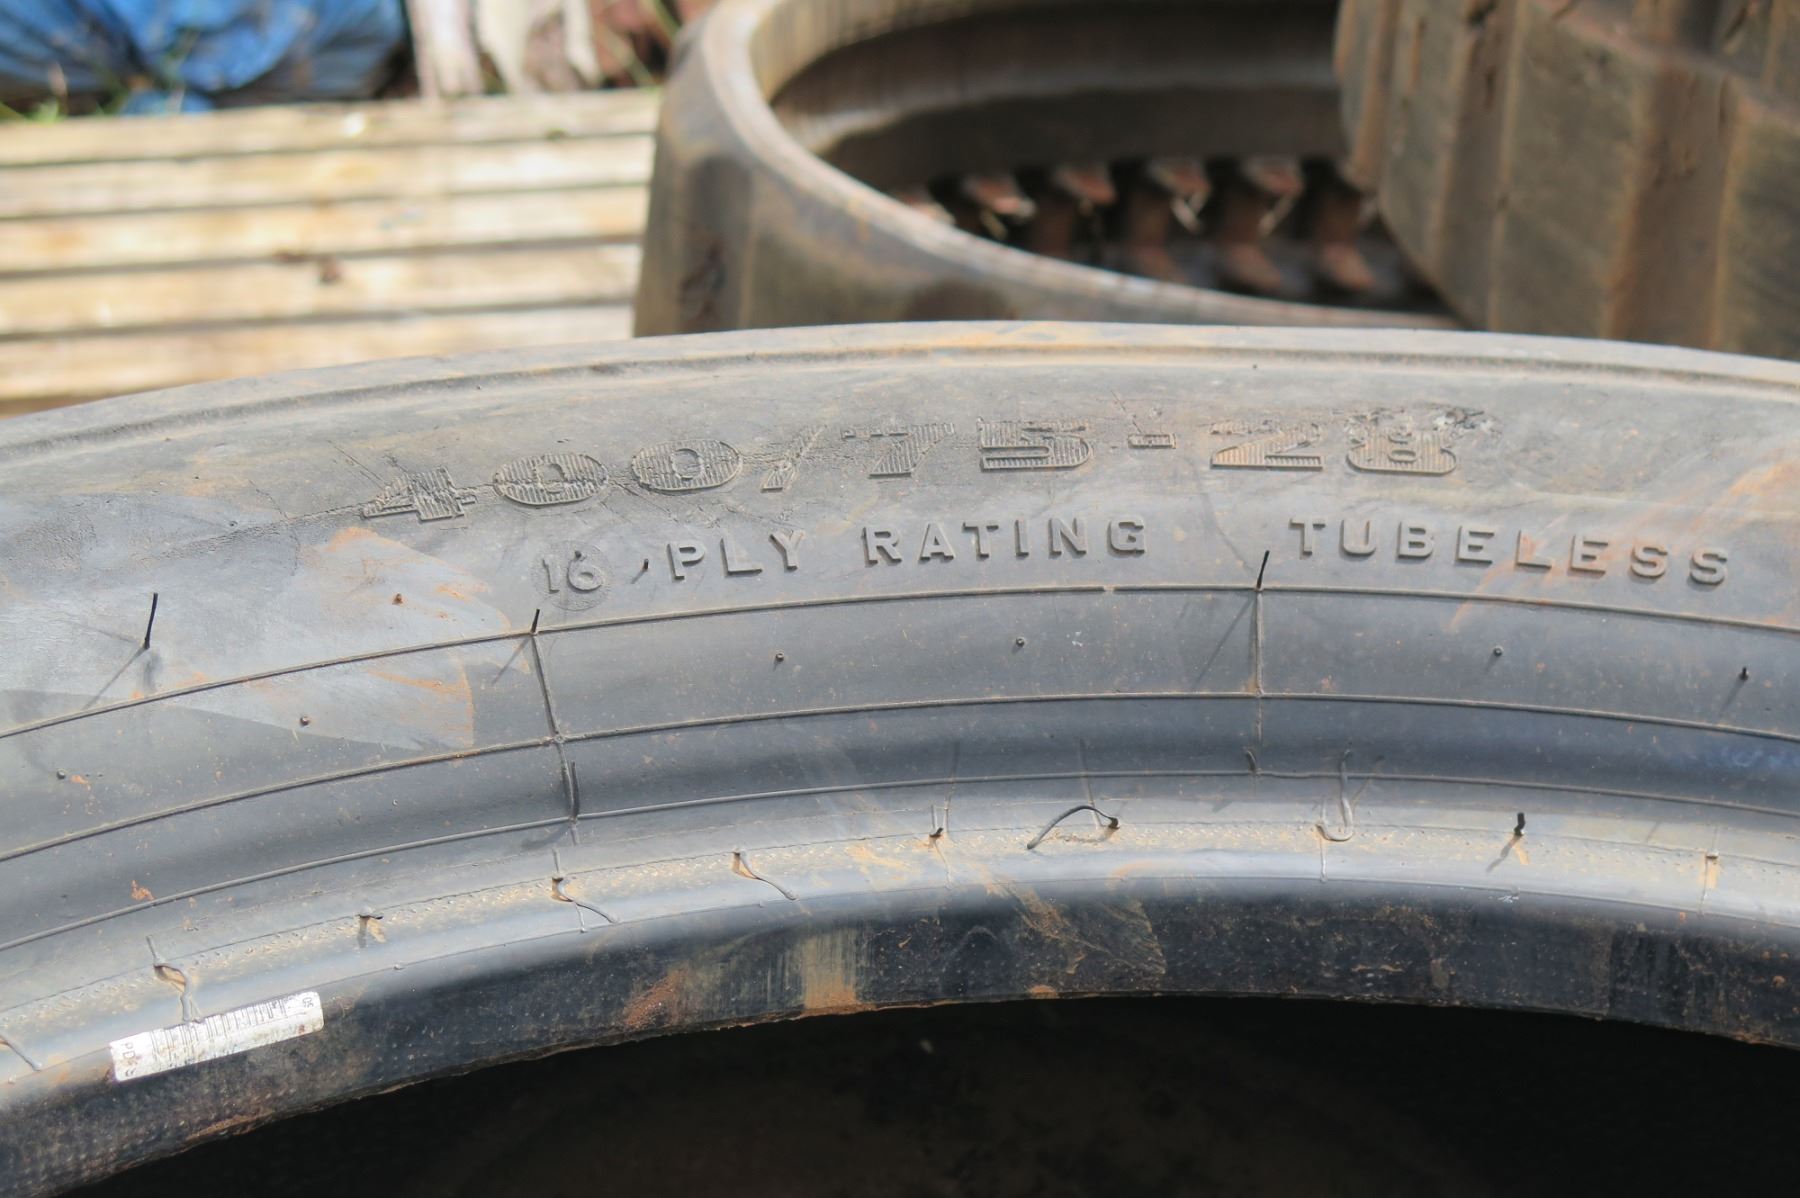 400/75-28
16 PLY RATING TUBELESS